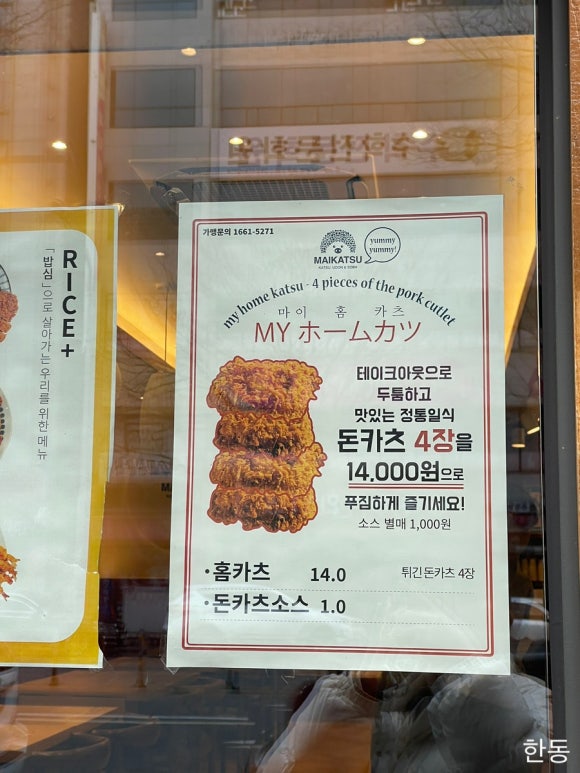 RICE+
「밥심」으로 살아가는 우리를 위한 메뉴
가맹문의 1661-5271
MAIKATSU
KATSU UDON & SOBA
yummy
yummy!
my home katsu - 4 pieces of the pork cutlet
마이 홈 카츠
MY ホームカツ
테이크아웃으로
두툼하고
맛있는 정통일식
돈카츠 4장을
14.000원으로
푸짐하게 즐기세요!
소스 별매 1,000원
·홈카츠 14.0 튀긴 돈카츠 4장
·돈카츠소스 1.0
한동